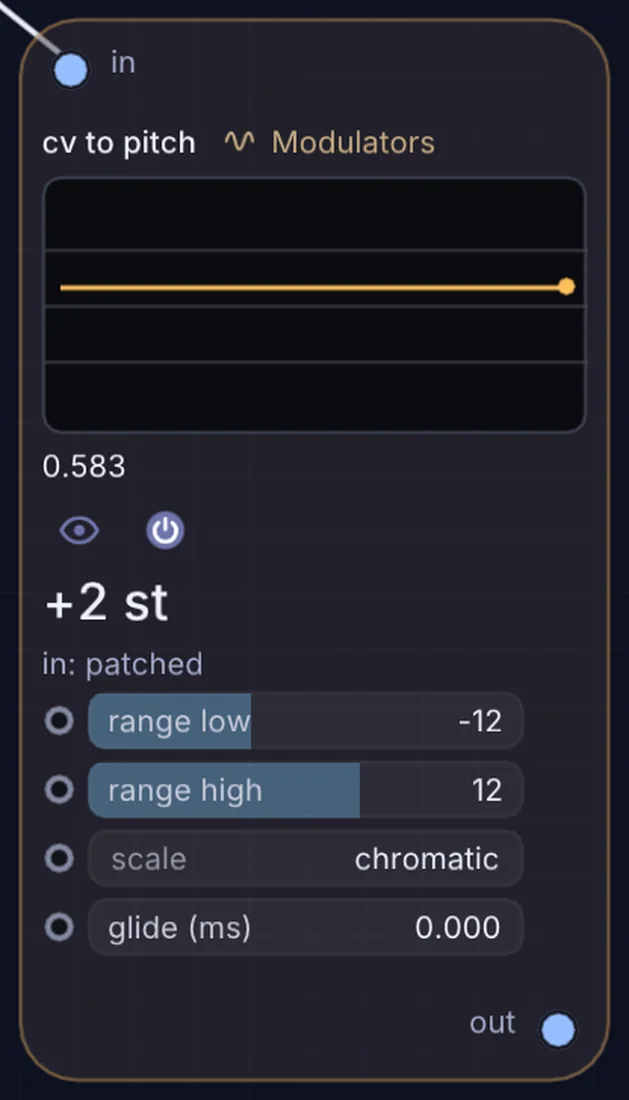 in
cv to pitch Modulators
0.583
+2 st
in: patched
range low -12
range high 12
scale chromatic
glide (ms) 0.000
out